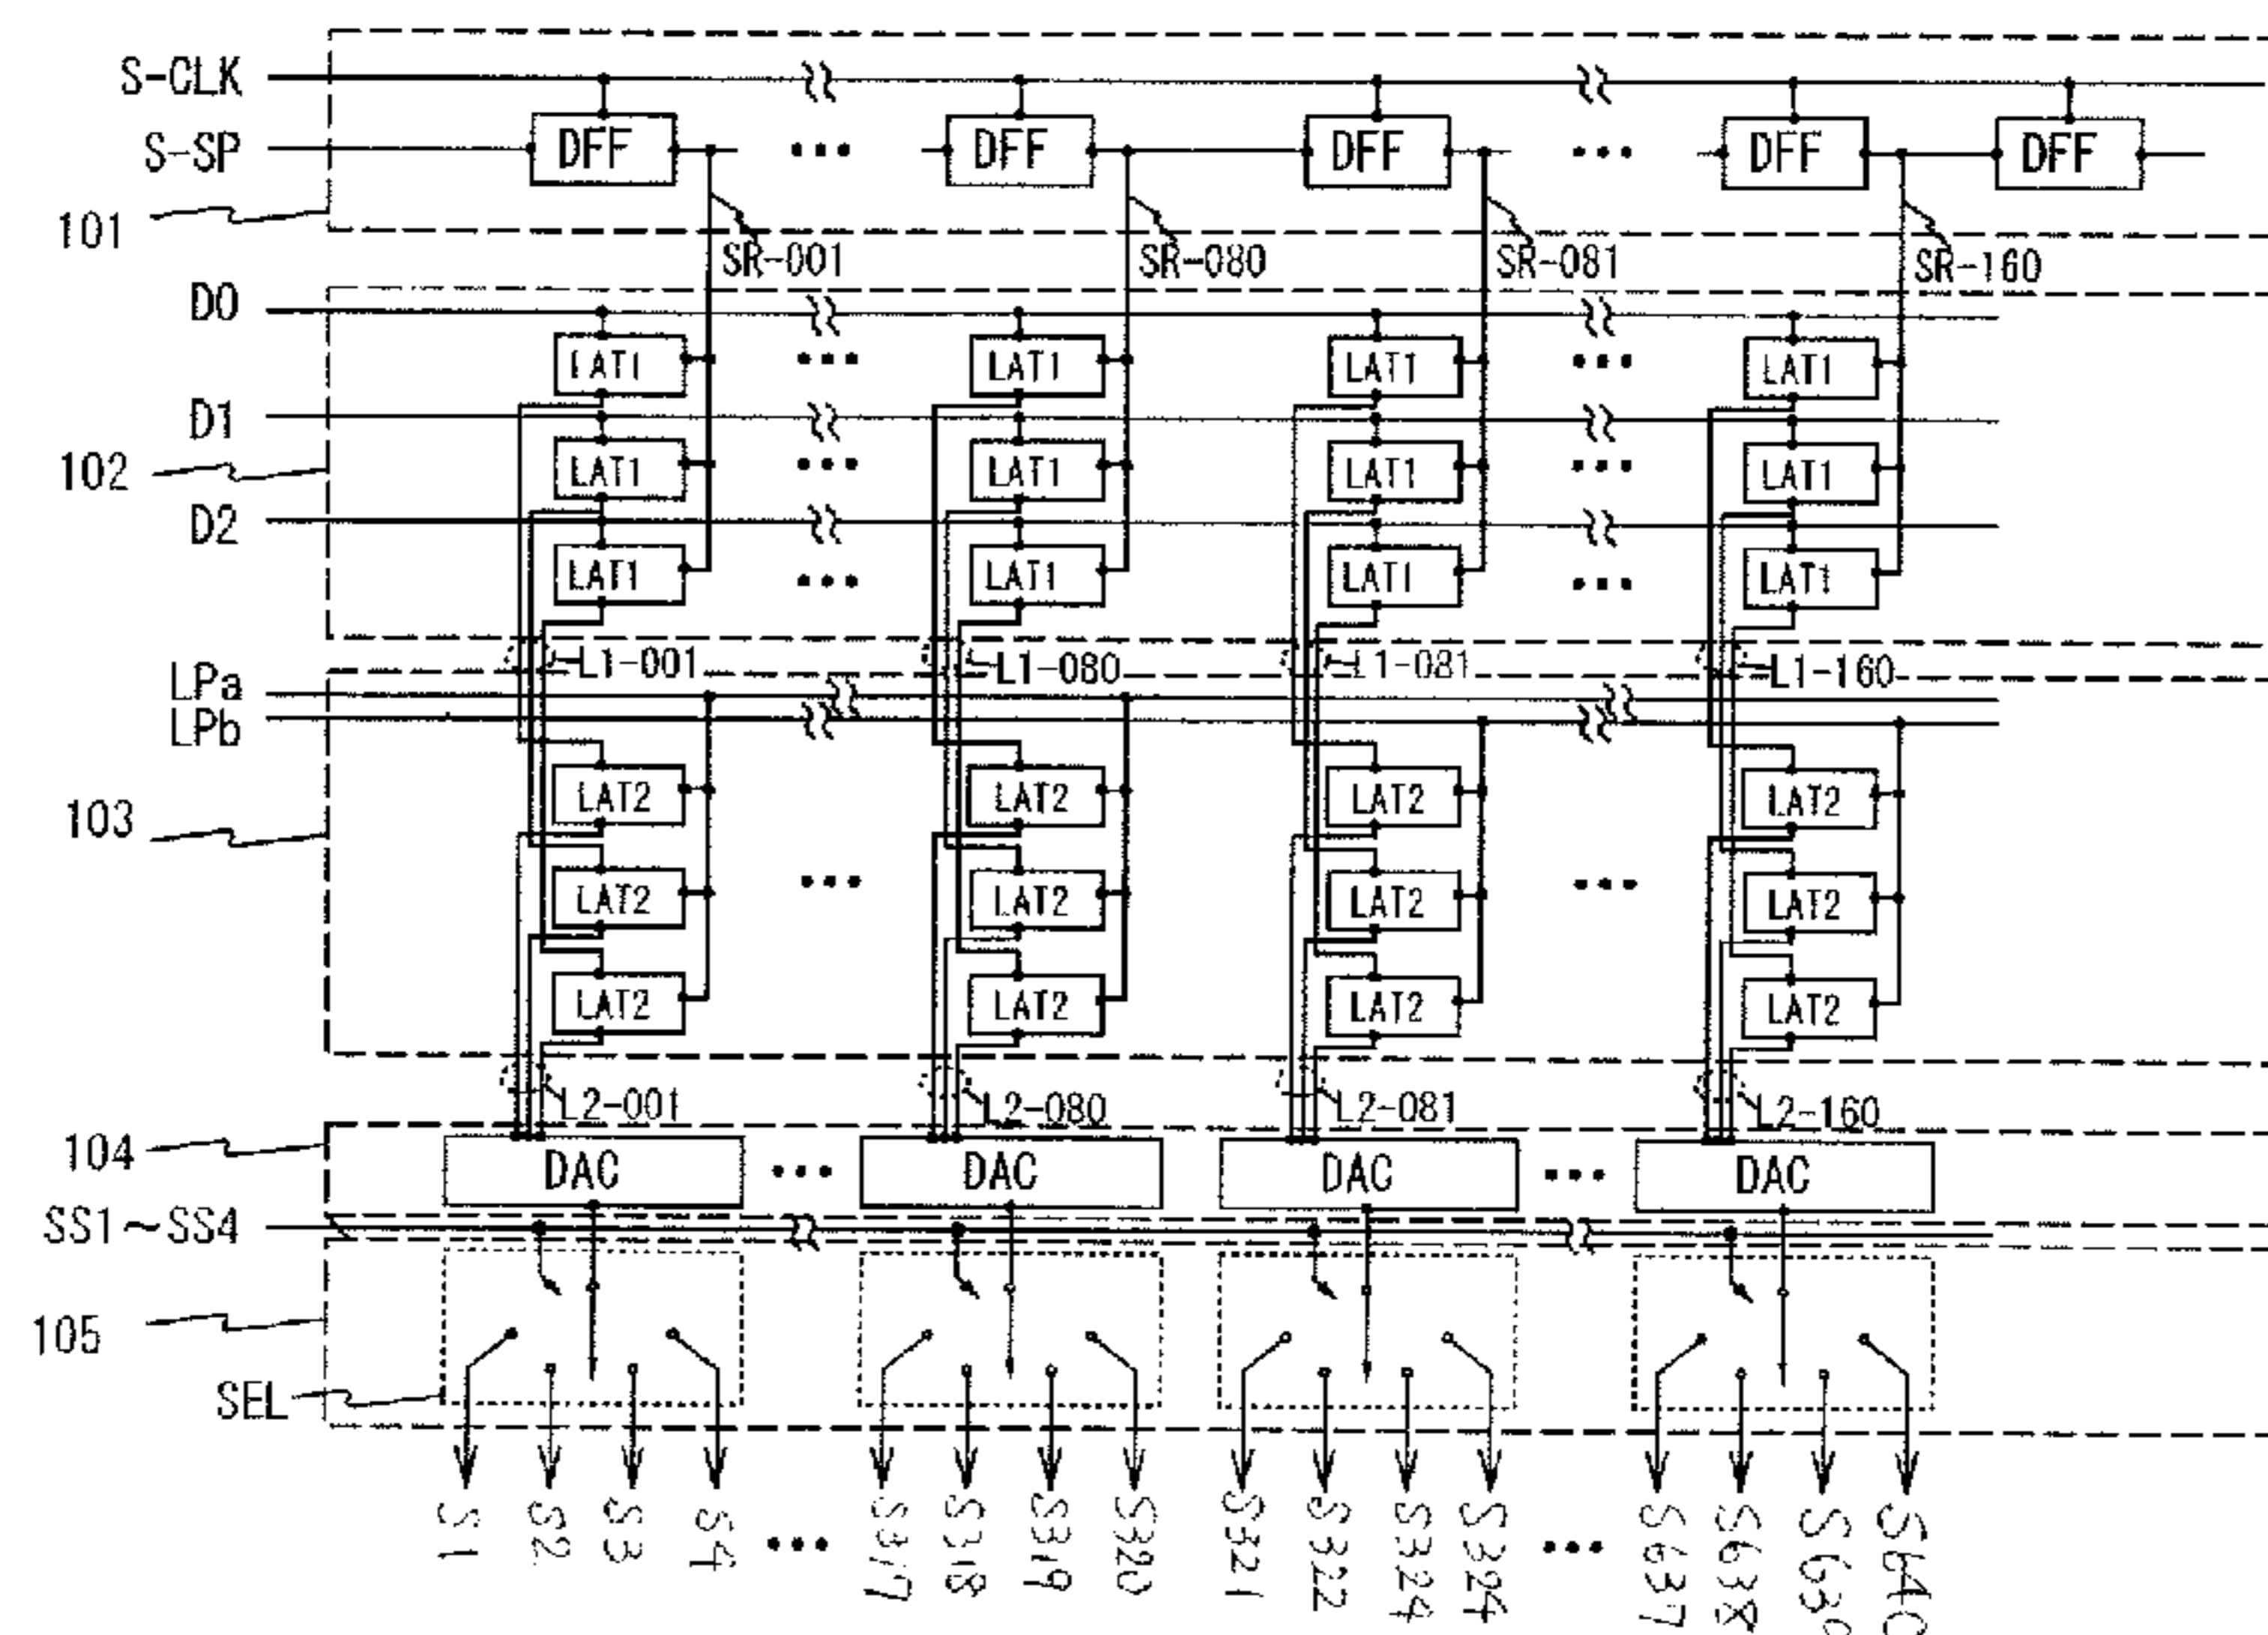 S-CLK
S-SP
DFF DFF DFF DFF DFF
101
SR-001 SR-080 SR-081 SR-160
D0
LAT1 LAT1 LAT1 LAT1
D1
102
LAT1 LAT1 LAT1 LAT1
D2
LAT1 LAT1 LAT1 LAT1
L1-001 L1-080 L1-081 L1-160
LPa
LPb
LAT2 LAT2 LAT2 LAT2
103
LAT2 LAT2 LAT2 LAT2
LAT2 LAT2 LAT2 LAT2
L2-001 L2-080 L2-081 L2-160
104
DAC DAC DAC DAC
SS1~SS4
105
SEL
S1 S2 S3 S4 S317 S318 S319 S320 S321 S322 S324 S324 S637 S638 S639 S640